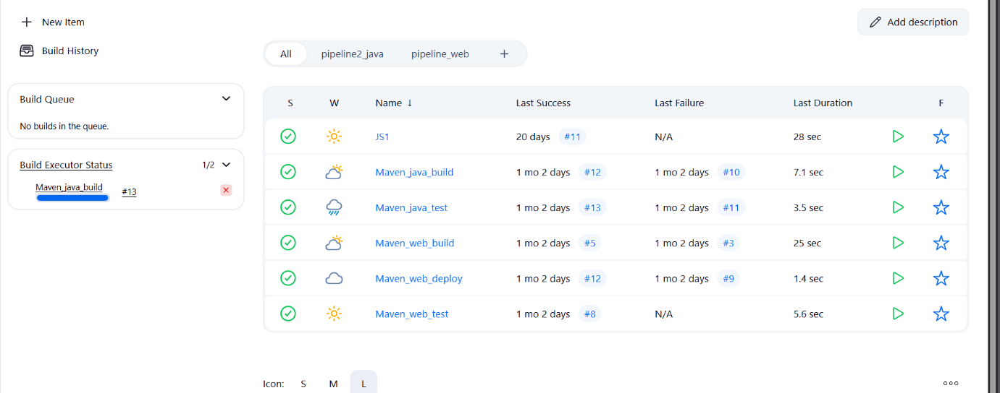 New Item
Add description
Build History
All pipeline2_java pipeline_web +
Build Queue
No builds in the queue.
Build Executor Status 1/2
Maven_java_build #13
S W Name ↓ Last Success Last Failure Last Duration F
JS1 20 days #11 N/A 28 sec
Maven_java_build 1 mo 2 days #12 1 mo 2 days #10 7.1 sec
Maven_java_test 1 mo 2 days #13 1 mo 2 days #11 3.5 sec
Maven_web_build 1 mo 2 days #5 1 mo 2 days #3 25 sec
Maven_web_deploy 1 mo 2 days #12 1 mo 2 days #9 1.4 sec
Maven_web_test 1 mo 2 days #8 N/A 5.6 sec
Icon: S M L